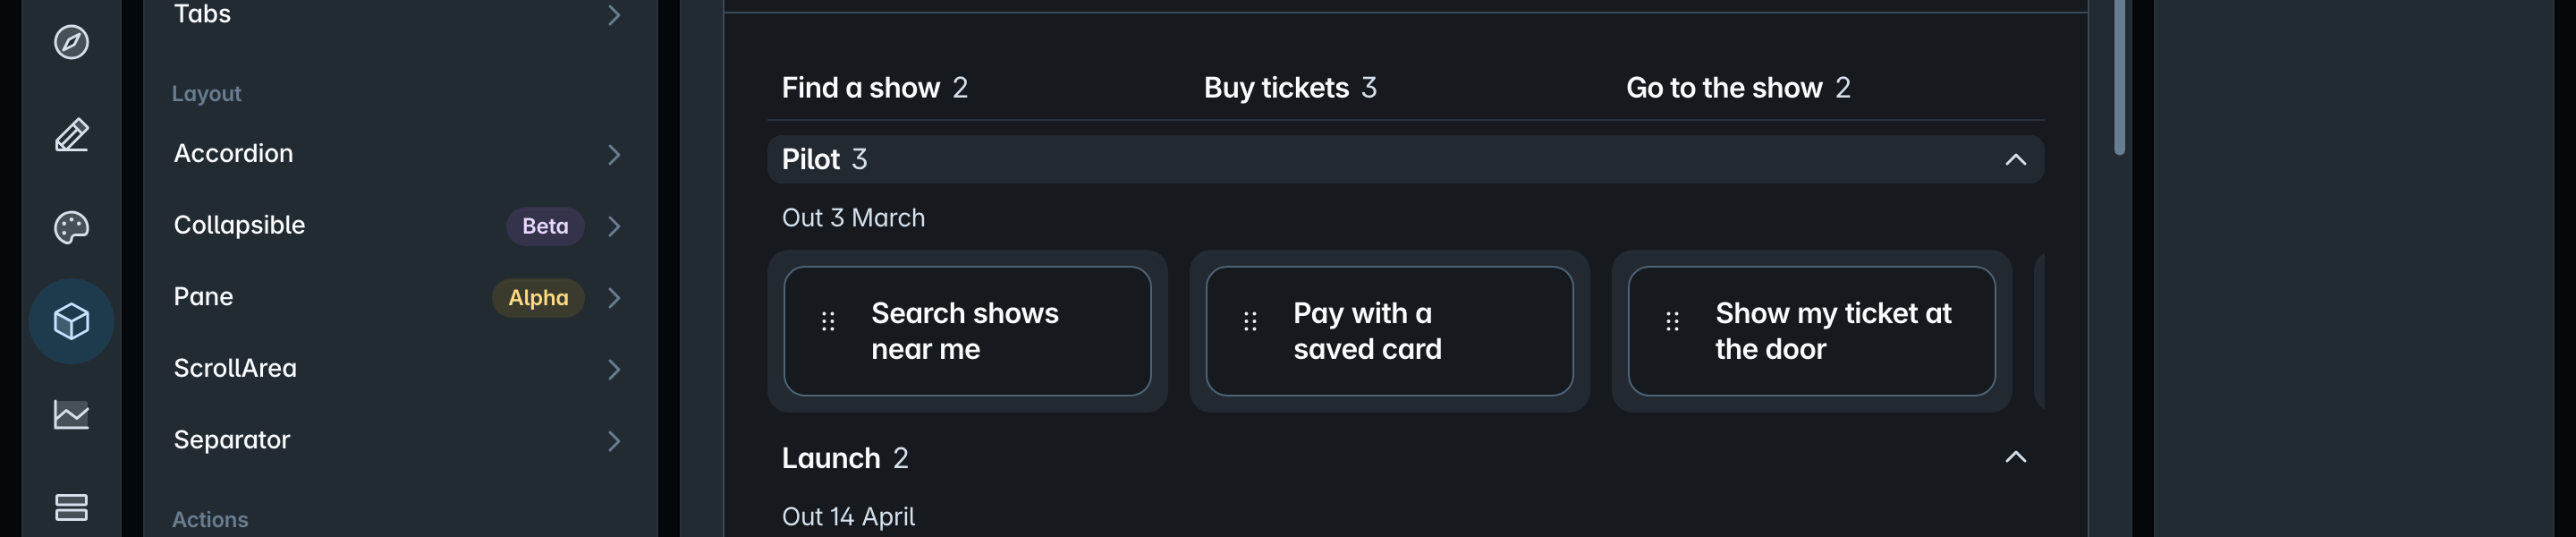 Tabs
Layout
Accordion
Collapsible Beta
Pane Alpha
ScrollArea
Separator
Actions
Find a show 2 Buy tickets 3 Go to the show 2
Pilot 3
Out 3 March
Search shows
near me
Pay with a
saved card
Show my ticket at
the door
Launch 2
Out 14 April